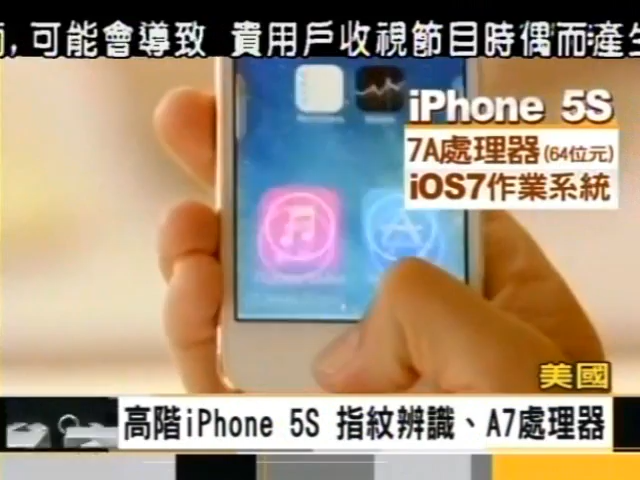 可能會導致 貴用戶收視節目時偶而產生
iPhone 5S
7A處理器(64位元)
iOS7作業系統
美國
高階iPhone 5S 指紋辨識、A7處理器